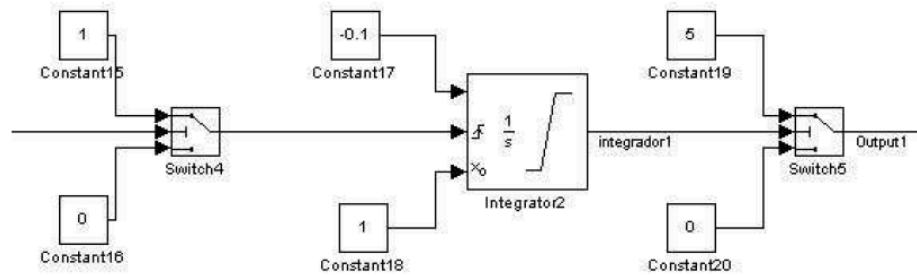 1
Constant15
-0.1
Constant17
5
Constant19
Switch4
1
s
x0
Integrator2
integrador1
Switch5
Output1
0
Constant16
1
Constant18
0
Constant20